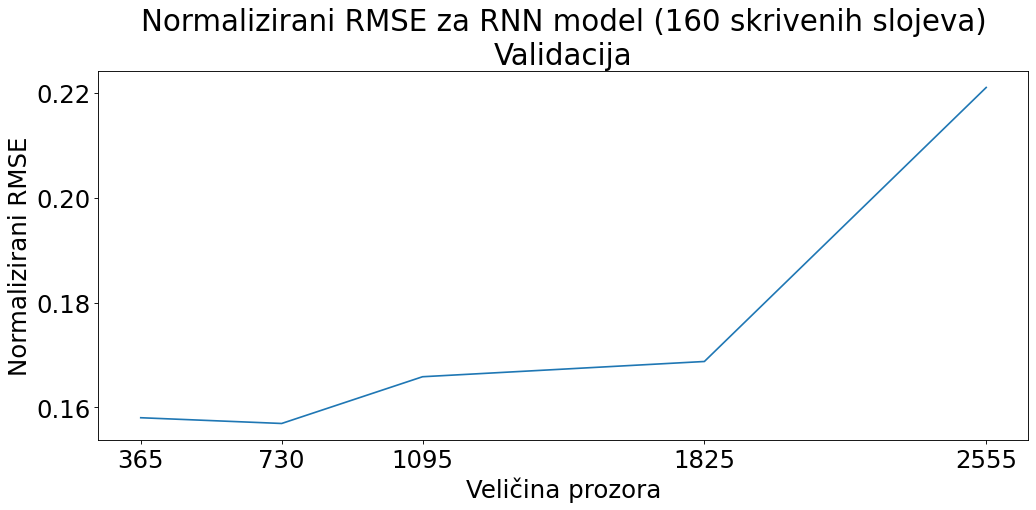 Normalizirani RMSE za RNN model (160 skrivenih slojeva)
Validacija
Normalizirani RMSE
0.22
0.20
0.18
0.16
365 730 1095 1825 2555
Veličina prozora